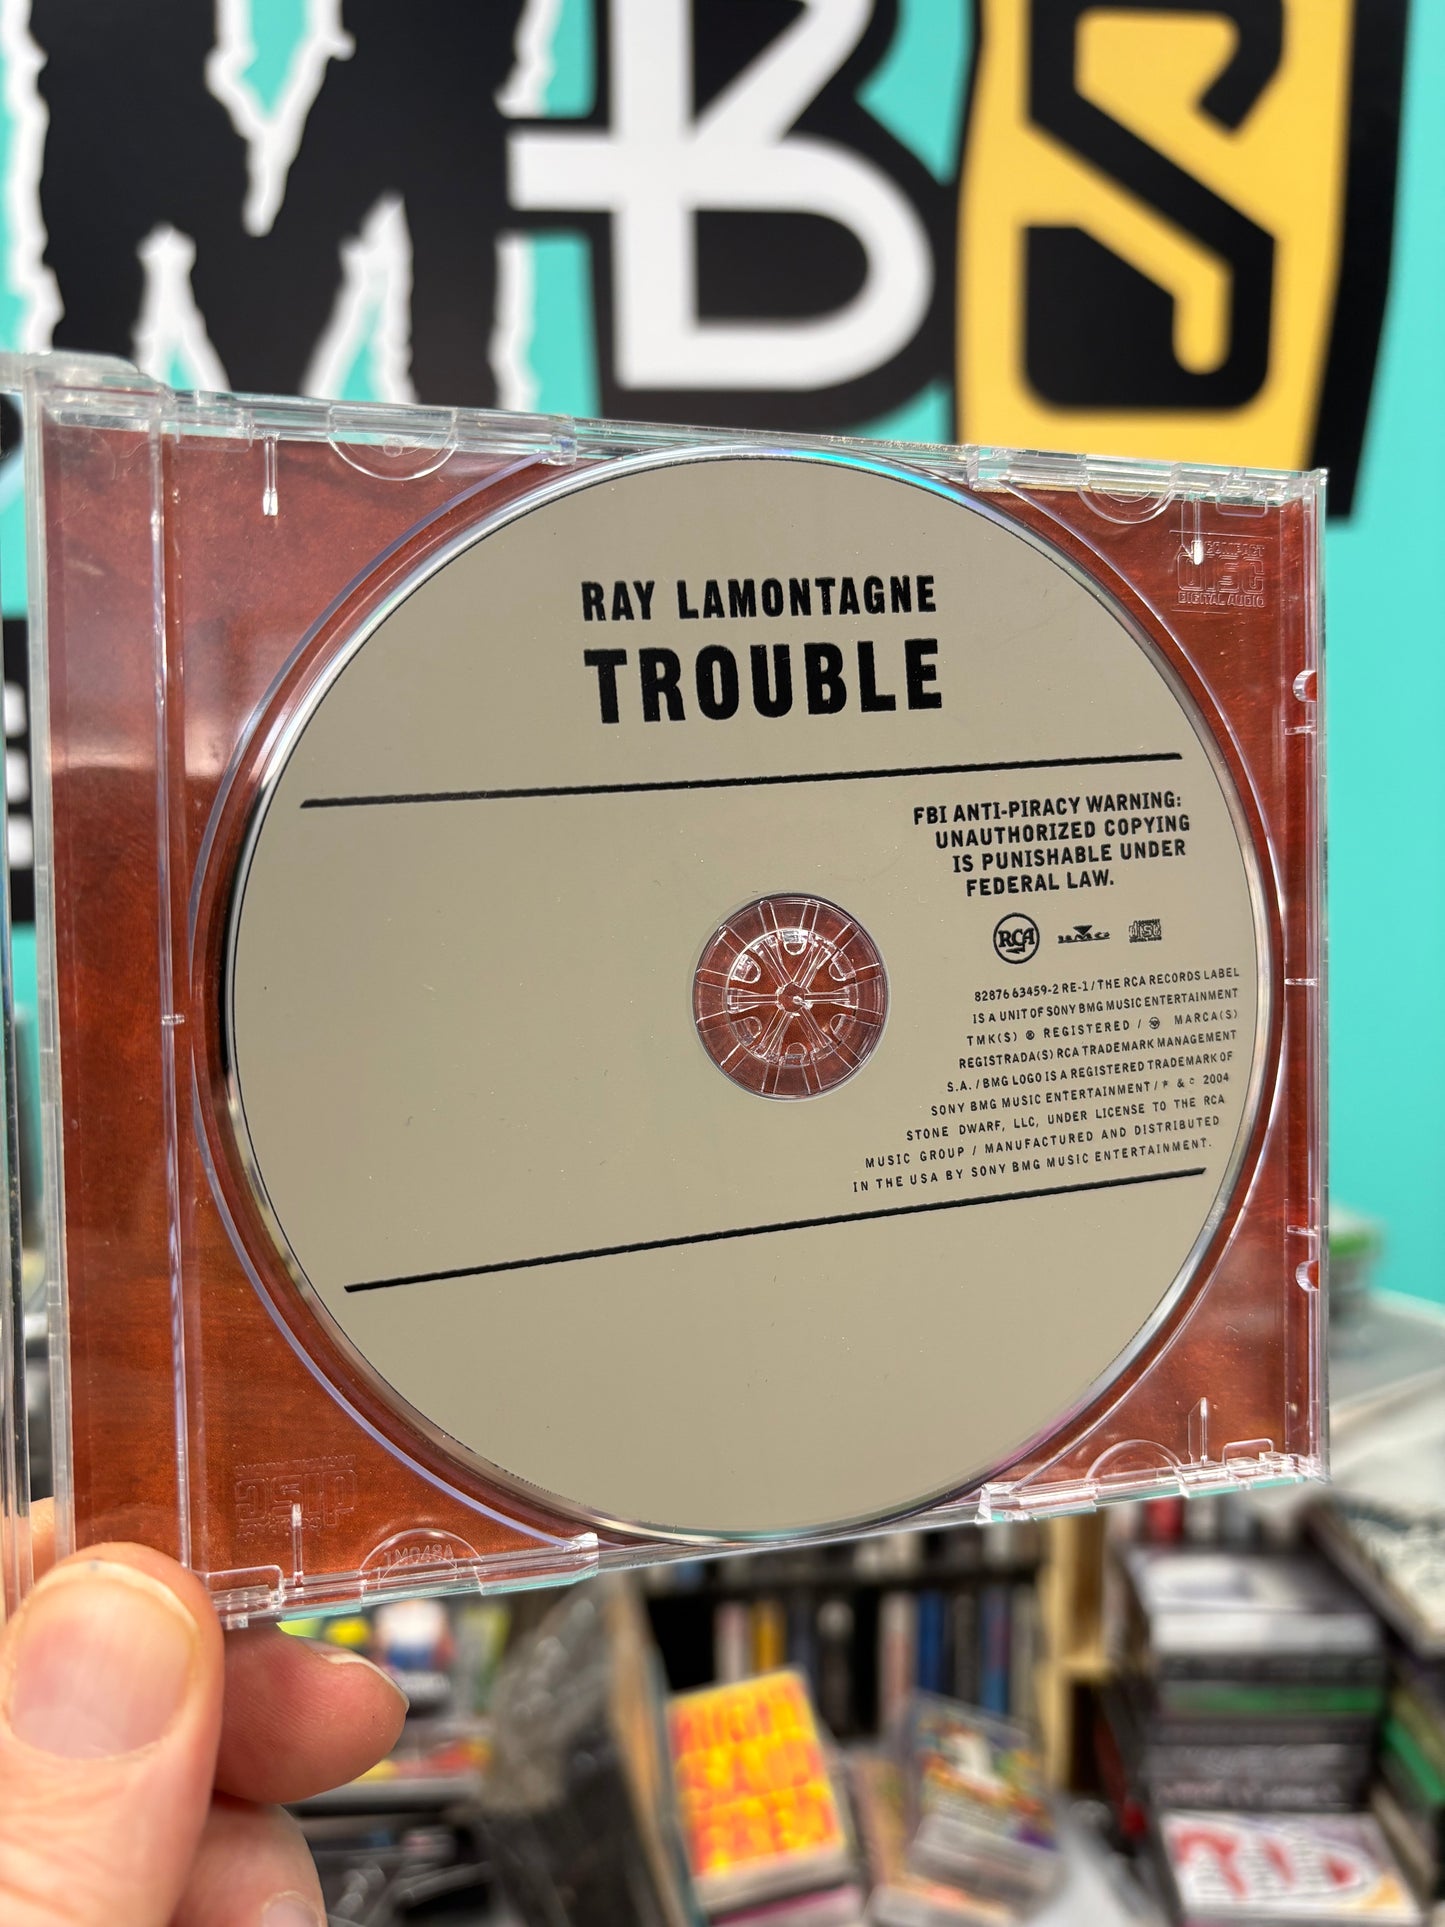 MBS
RAY LAMONTAGNE
TROUBLE
FBI ANTI-PIRACY WARNING:
UNAUTHORIZED COPYING
IS PUNISHABLE UNDER
FEDERAL LAW.
RCA BMG disc
82876 63459-2 RE-1 / THE RCA RECORDS LABEL
IS A UNIT OF SONY BMG MUSIC ENTERTAINMENT
TMK(S) ® REGISTERED / MARCA(S)
REGISTRADA(S) RCA TRADEMARK MANAGEMENT
S.A. / BMG LOGO IS A REGISTERED TRADEMARK OF
SONY BMG MUSIC ENTERTAINMENT / ℗ & © 2004
STONE DWARF, LLC, UNDER LICENSE TO THE RCA
MUSIC GROUP / MANUFACTURED AND DISTRIBUTED
IN THE USA BY SONY BMG MUSIC ENTERTAINMENT.
COMPACT
disc
DIGITAL AUDIO